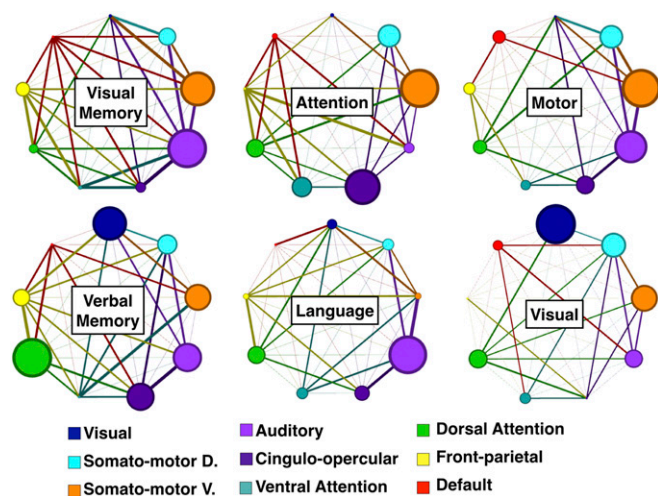 Visual
Memory
Attention
Motor
Verbal
Memory
Language
Visual
Visual
Auditory
Dorsal Attention
Somato-motor D.
Cingulo-opercular
Front-parietal
Somato-motor V.
Ventral Attention
Default